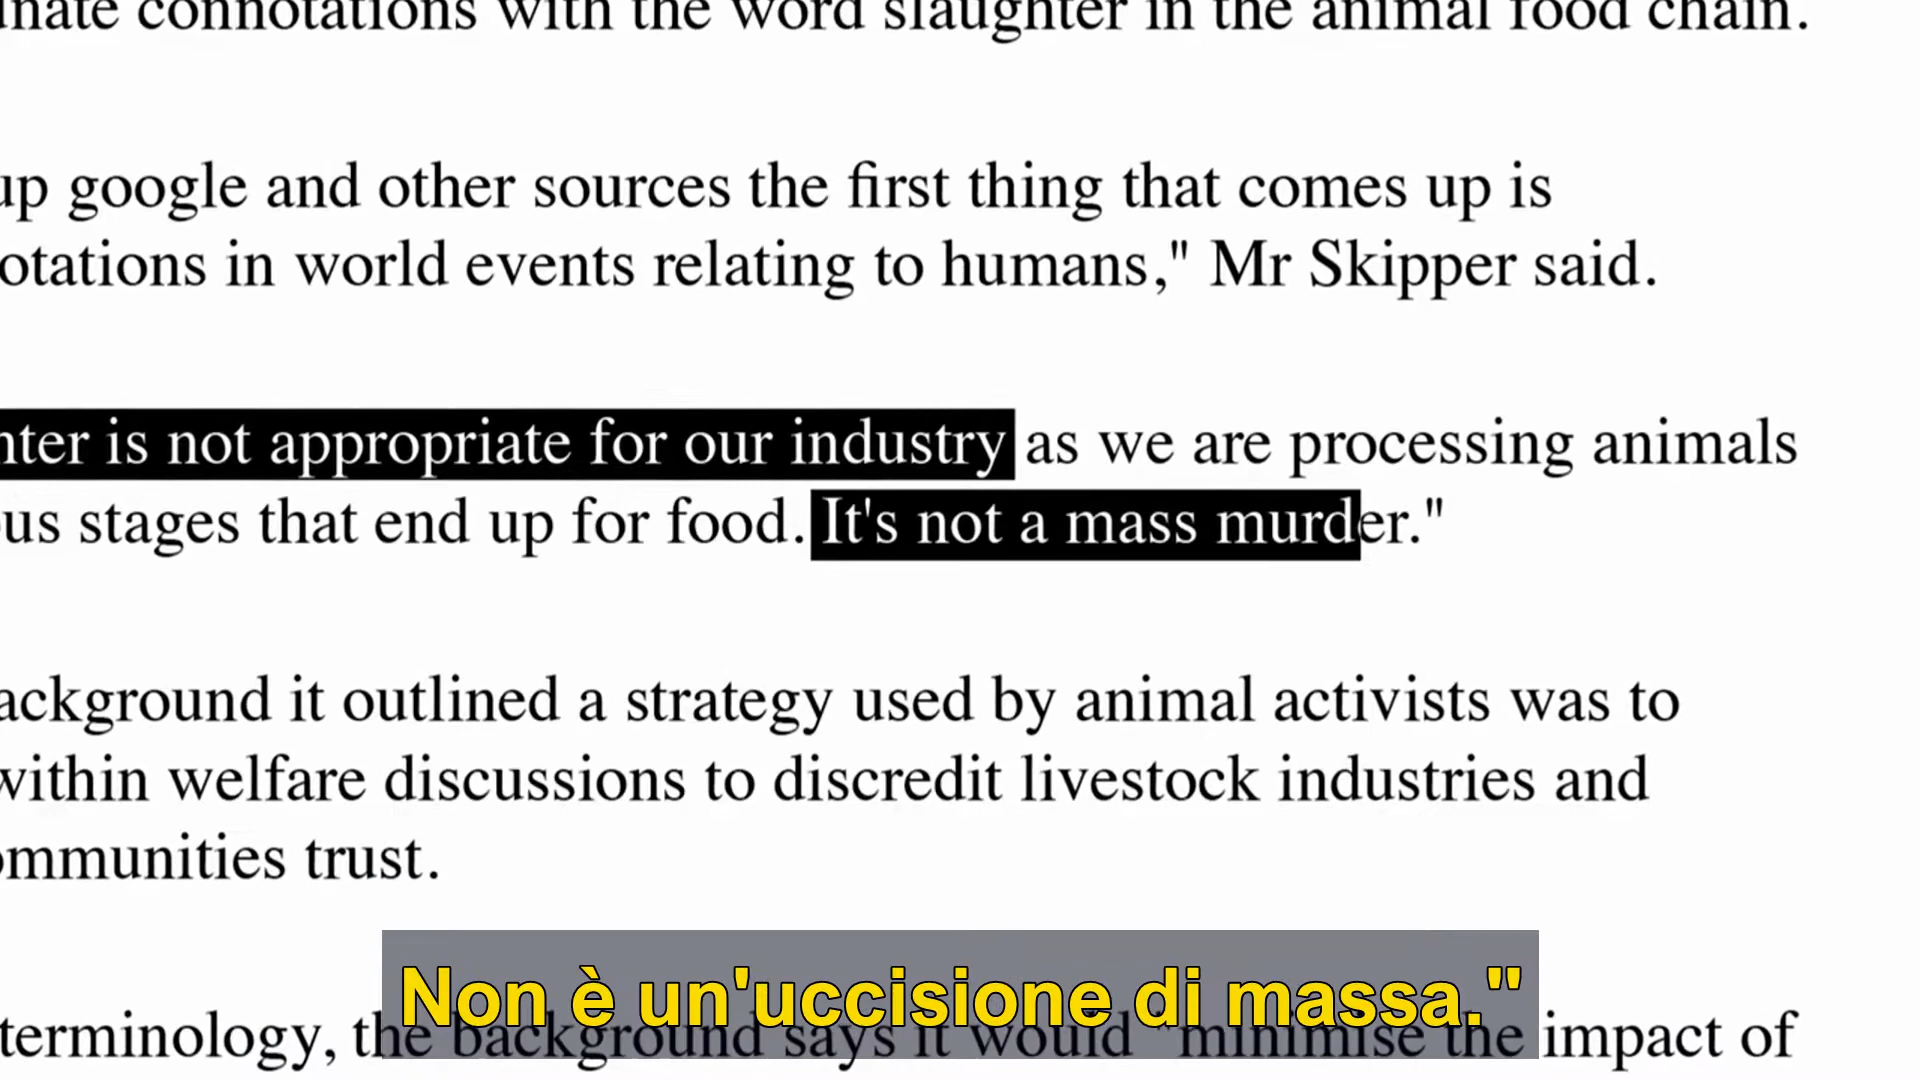 connotations with the word slaughter in the animal food chain.
up google and other sources the first thing that comes up is
otations in world events relating to humans," Mr Skipper said.
hter is not appropriate for our industry as we are processing animals
ous stages that end up for food. It's not a mass murder."
ackground it outlined a strategy used by animal activists was to
within welfare discussions to discredit livestock industries and
ommunities trust.
terminology, the background says it would "minimise the impact of
Non è un'uccisione di massa."